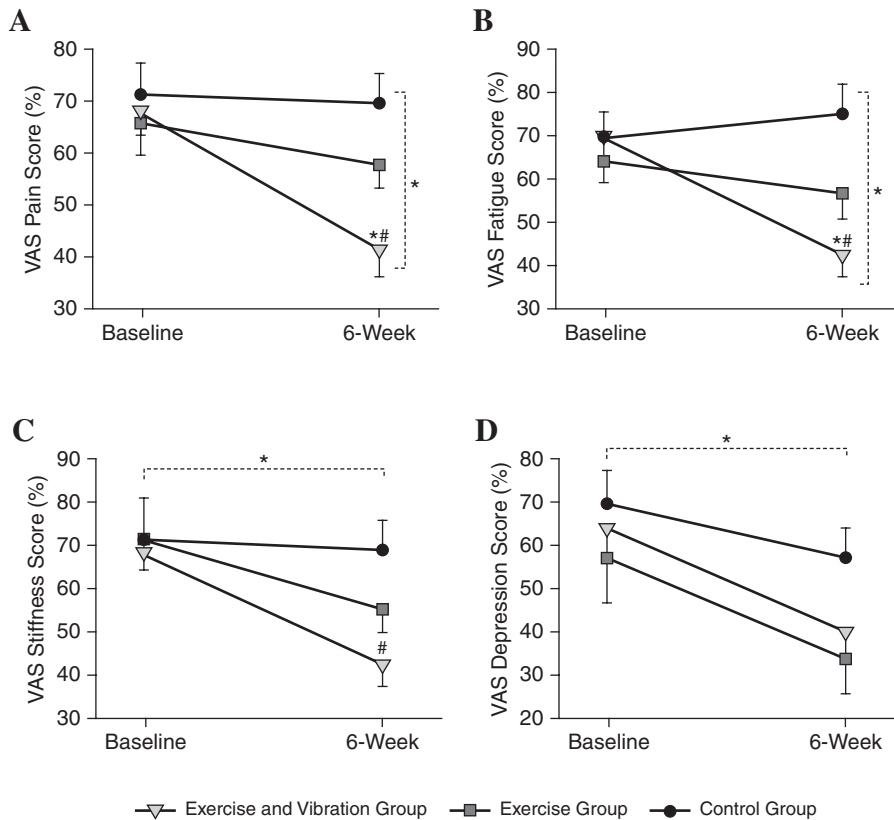 A
80
70
60
50
40
30
VAS Pain Score (%)
*#
*
Baseline 6-Week
B
90
80
70
60
50
40
30
VAS Fatigue Score (%)
*#
*
Baseline 6-Week
C
90
80
70
60
50
40
30
VAS Stiffness Score (%)
*
#
Baseline 6-Week
D
80
70
60
50
40
30
20
VAS Depression Score (%)
*
Baseline 6-Week
Exercise and Vibration Group Exercise Group Control Group